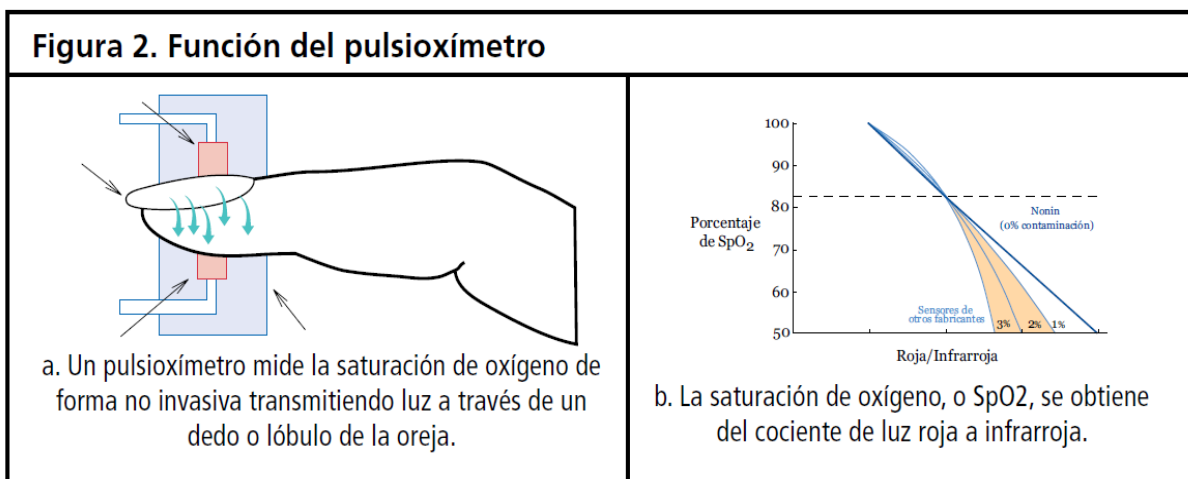 Figura 2. Función del pulsioxímetro
a. Un pulsioxímetro mide la saturación de oxígeno de
forma no invasiva transmitiendo luz a través de un
dedo o lóbulo de la oreja.
100
90
80
70
60
50
Porcentaje
de SpO2
Nonin
(0% contaminación)
Sensores de
otros fabricantes
3% 2% 1%
Roja/Infrarroja
b. La saturación de oxígeno, o SpO2, se obtiene
del cociente de luz roja a infrarroja.